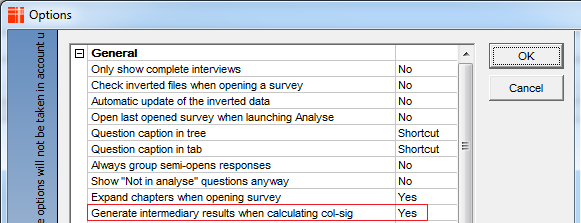 Options
e options will not be taken in account u
General
Only show complete interviews No
Check inverted files when opening a survey No
Automatic update of the inverted data No
Open last opened survey when launching Analyse No
Question caption in tree Shortcut
Question caption in tab Shortcut
Always group semi-opens responses No
Show "Not in analyse" questions anyway No
Expand chapters when opening survey Yes
Generate intermediary results when calculating col-sig Yes
OK
Cancel